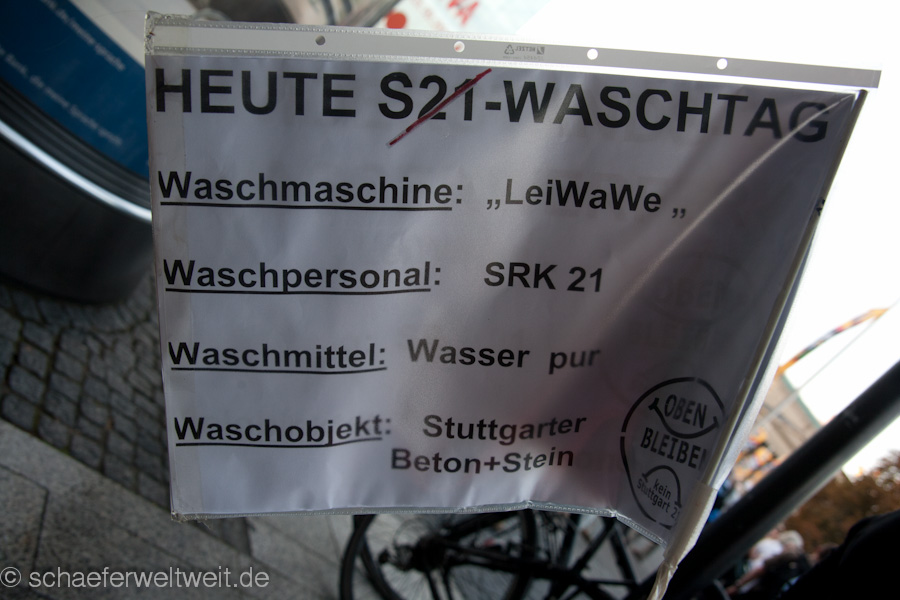 HEUTE S21-WASCHTAG
Waschmaschine: „LeiWaWe „
Waschpersonal: SRK 21
Waschmittel: Wasser pur
Waschobjekt: Stuttgarter
Beton+Stein
OBEN
BLEIBEN
kein
Stuttgart 21
© schaeferweltweit.de